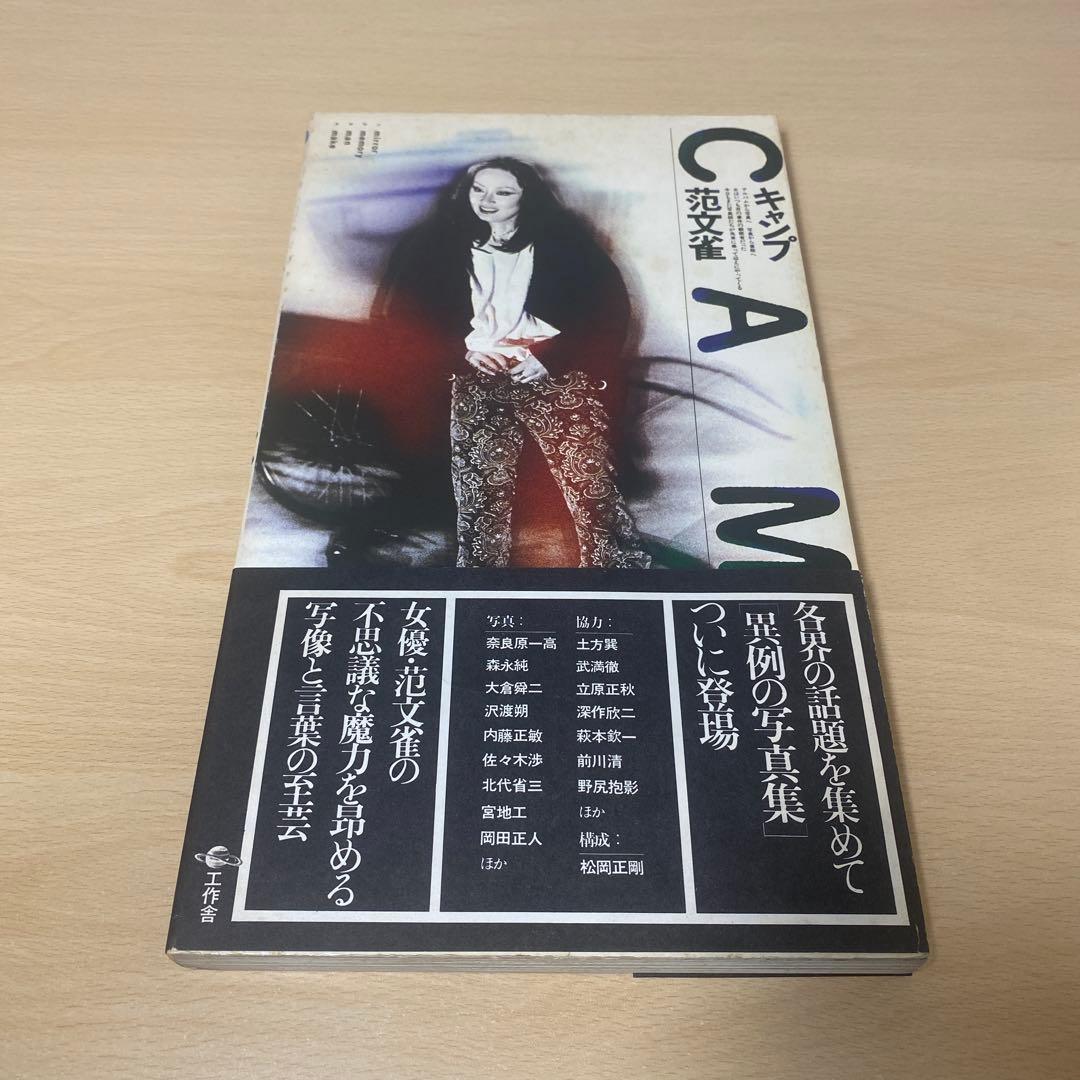 mirror
memory
man
make
CAM
キャンプ
范文雀
各界の話題を集めて
「異例の写真集」
ついに登場
協力：
土方巽
武満徹
立原正秋
深作欣二
萩本欽一
前川清
野尻抱影
ほか
構成：
松岡正剛
写真：
奈良原一高
森永純
大倉舜二
沢渡朔
内藤正敏
佐々木渉
北代省三
宮地工
岡田正人
ほか
女優・范文雀の
不思議な魔力を昂める
写像と言葉の至芸
工作舎